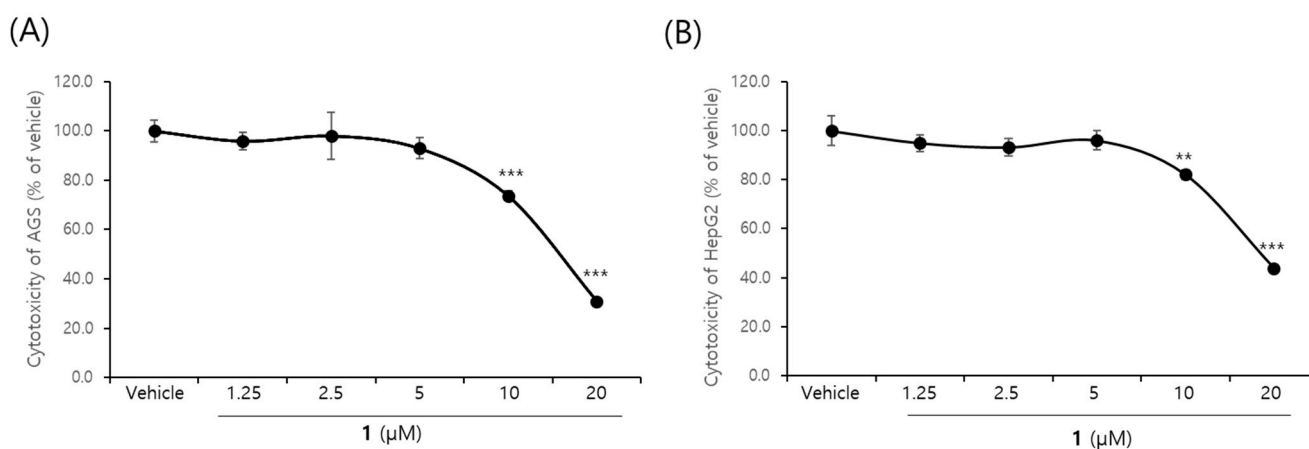 (A)
Cytotoxicity of AGS (% of vehicle)
120.0
100.0
80.0
60.0
40.0
20.0
0.0
***
***
Vehicle 1.25 2.5 5 10 20
1 (µM)
(B)
Cytotoxicity of HepG2 (% of vehicle)
120.0
100.0
80.0
60.0
40.0
20.0
0.0
**
***
Vehicle 1.25 2.5 5 10 20
1 (µM)